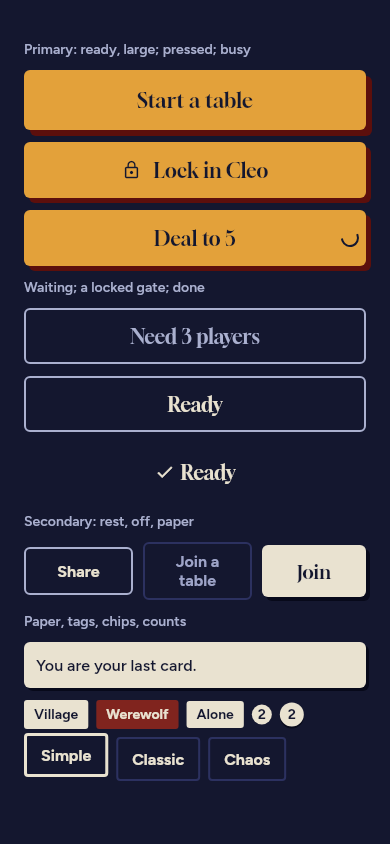 Primary: ready, large; pressed; busy
Start a table
Lock in Cleo
Deal to 5
Waiting; a locked gate; done
Need 3 players
Ready
Ready
Secondary: rest, off, paper
Share
Join a
table
Join
Paper, tags, chips, counts
You are your last card.
Village Werewolf Alone 2 2
Simple Classic Chaos